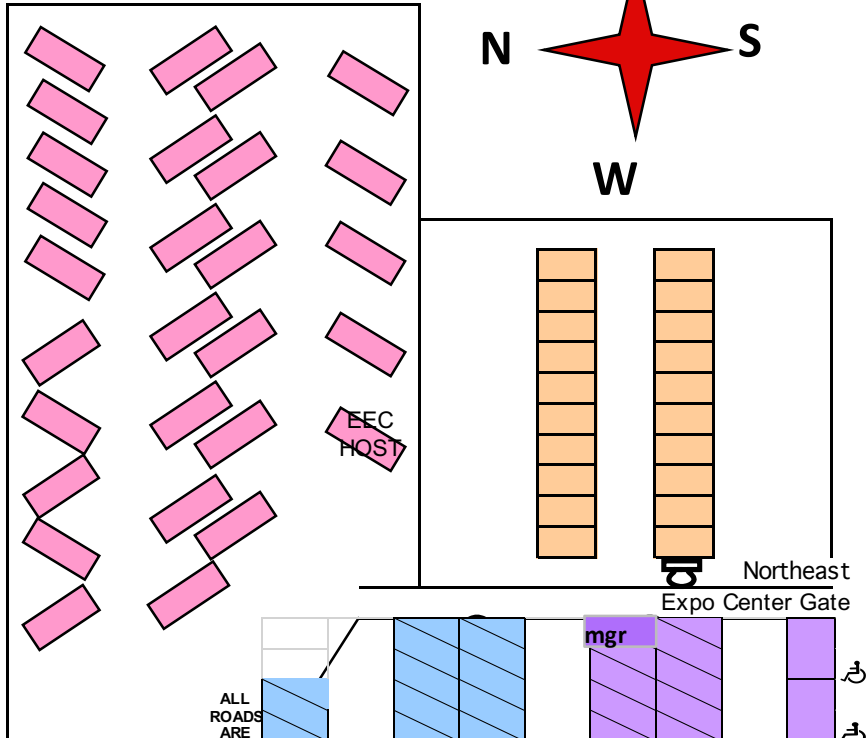 N
S
W
EEC
HOST
Northeast
Expo Center Gate
mgr
ALL
ROADS
ARE